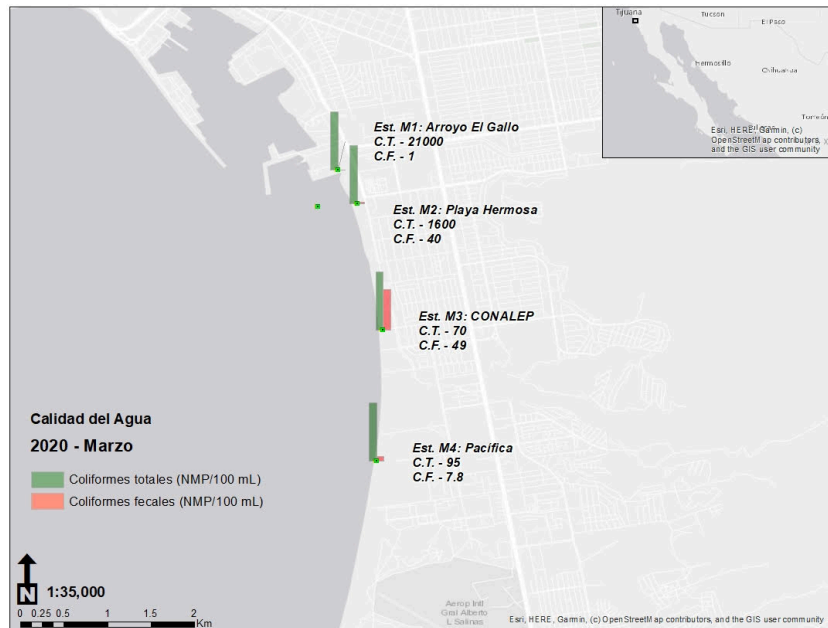 Tijuana
Tucson
El Paso
Hermosillo
Chihuahua
Torreón
Esri, HERE, Garmin, (c)
OpenStreetMap contributors,
and the GIS user community
Est. M1: Arroyo El Gallo
C.T. - 21000
C.F. - 1
Est. M2: Playa Hermosa
C.T. - 1600
C.F. - 40
Est. M3: CONALEP
C.T. - 70
C.F. - 49
Est. M4: Pacífica
C.T. - 95
C.F. - 7.8
Calidad del Agua
2020 - Marzo
Coliformes totales (NMP/100 mL)
Coliformes fecales (NMP/100 mL)
N
1:35,000
0 0.25 0.5 1 1.5 2
Km
Aerop Intl
Gral Alberto
L Salinas
Esri, HERE, Garmin, (c) OpenStreetMap contributors, and the GIS user community